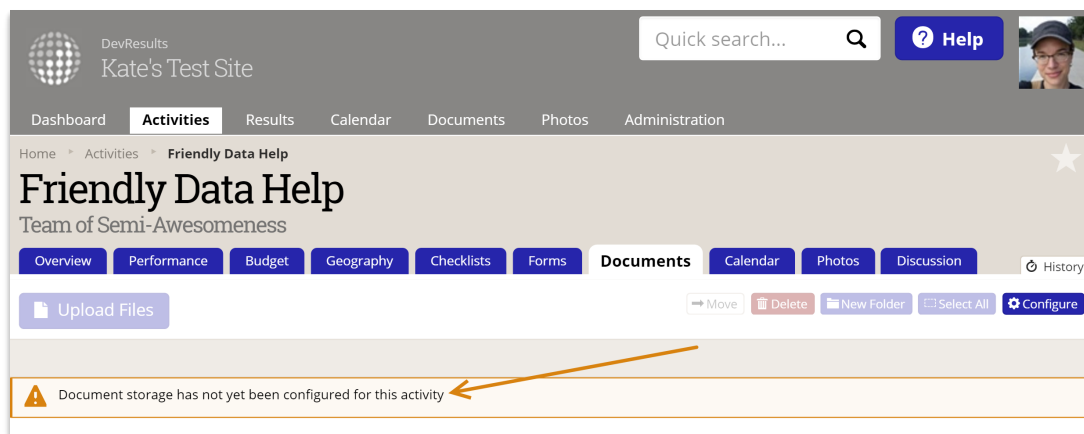 DevResults
Kate's Test Site
Quick search...
? Help
Dashboard Activities Results Calendar Documents Photos Administration
Home Activities Friendly Data Help
Friendly Data Help
Team of Semi-Awesomeness
Overview Performance Budget Geography Checklists Forms Documents Calendar Photos Discussion History
Upload Files Move Delete New Folder Select All Configure
Document storage has not yet been configured for this activity